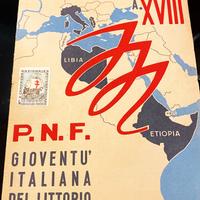 A. XVIII
LIBIA
ETIOPIA
P. N. F.
GIOVENTU'
ITALIANA
DEL LITTORIO